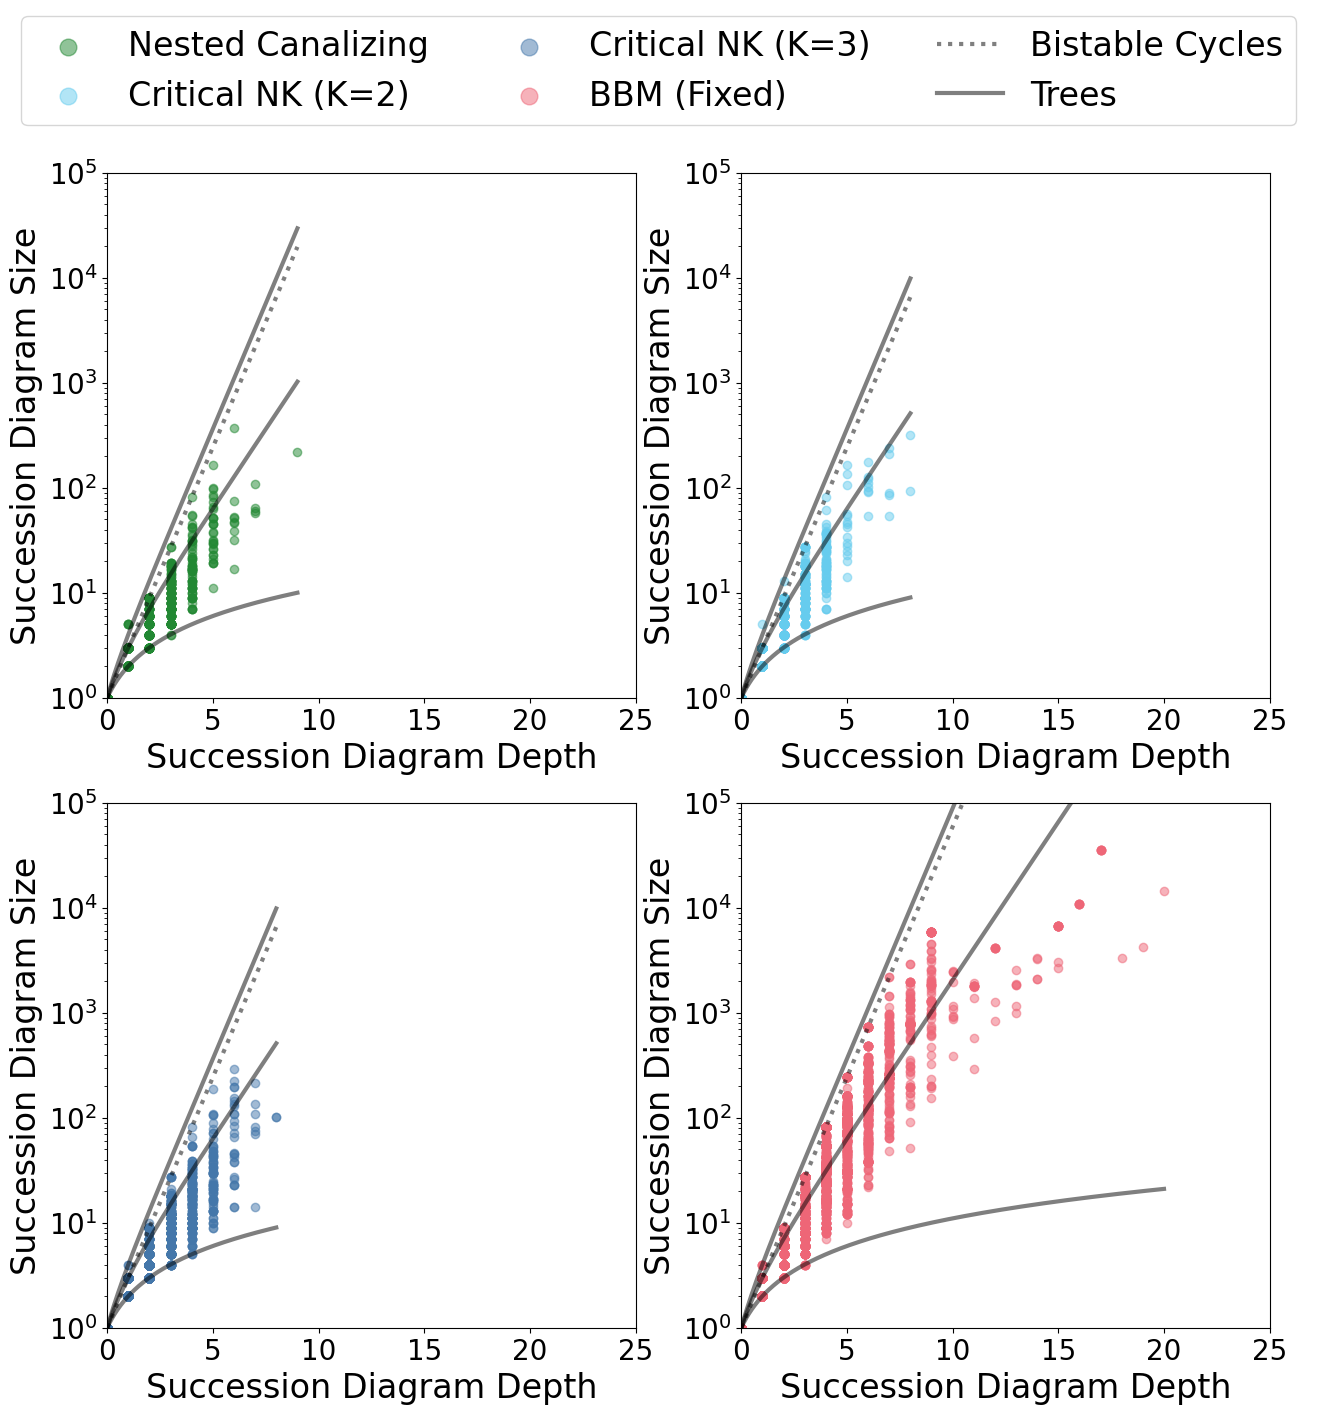 Nested Canalizing
Critical NK (K=2)
Critical NK (K=3)
BBM (Fixed)
Bistable Cycles
Trees
10^5
10^4
10^3
10^2
10^1
10^0
Succession Diagram Size
0 5 10 15 20 25
Succession Diagram Depth
10^5
10^4
10^3
10^2
10^1
10^0
Succession Diagram Size
0 5 10 15 20 25
Succession Diagram Depth
10^5
10^4
10^3
10^2
10^1
10^0
Succession Diagram Size
0 5 10 15 20 25
Succession Diagram Depth
10^5
10^4
10^3
10^2
10^1
10^0
Succession Diagram Size
0 5 10 15 20 25
Succession Diagram Depth